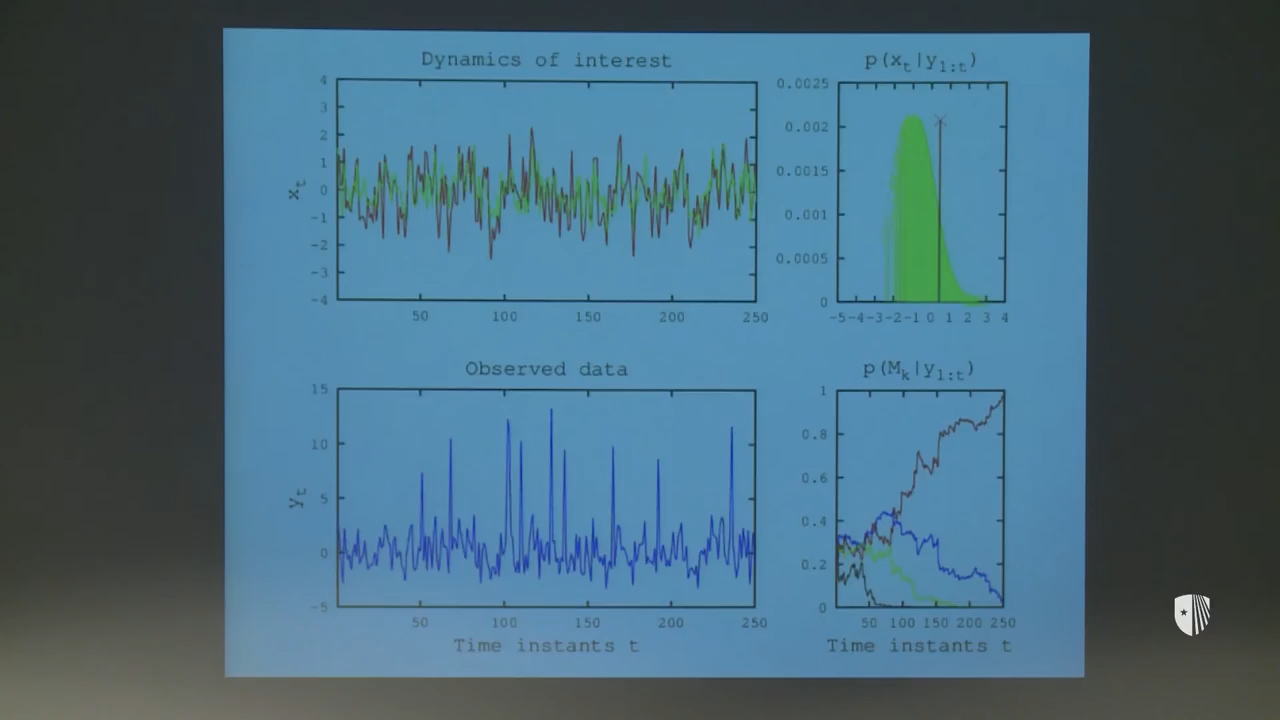 Dynamics of interest
4
3
2
1
0
-1
-2
-3
-4
x_t
50 100 150 200 250
p(x_t|y_1:t)
0.0025
0.002
0.0015
0.001
0.0005
0
-5 -4 -3 -2 -1 0 1 2 3 4
Observed data
15
10
5
0
-5
y_t
50 100 150 200 250
Time instants t
p(M_k|y_1:t)
1
0.8
0.6
0.4
0.2
0
50 100 150 200 250
Time instants t